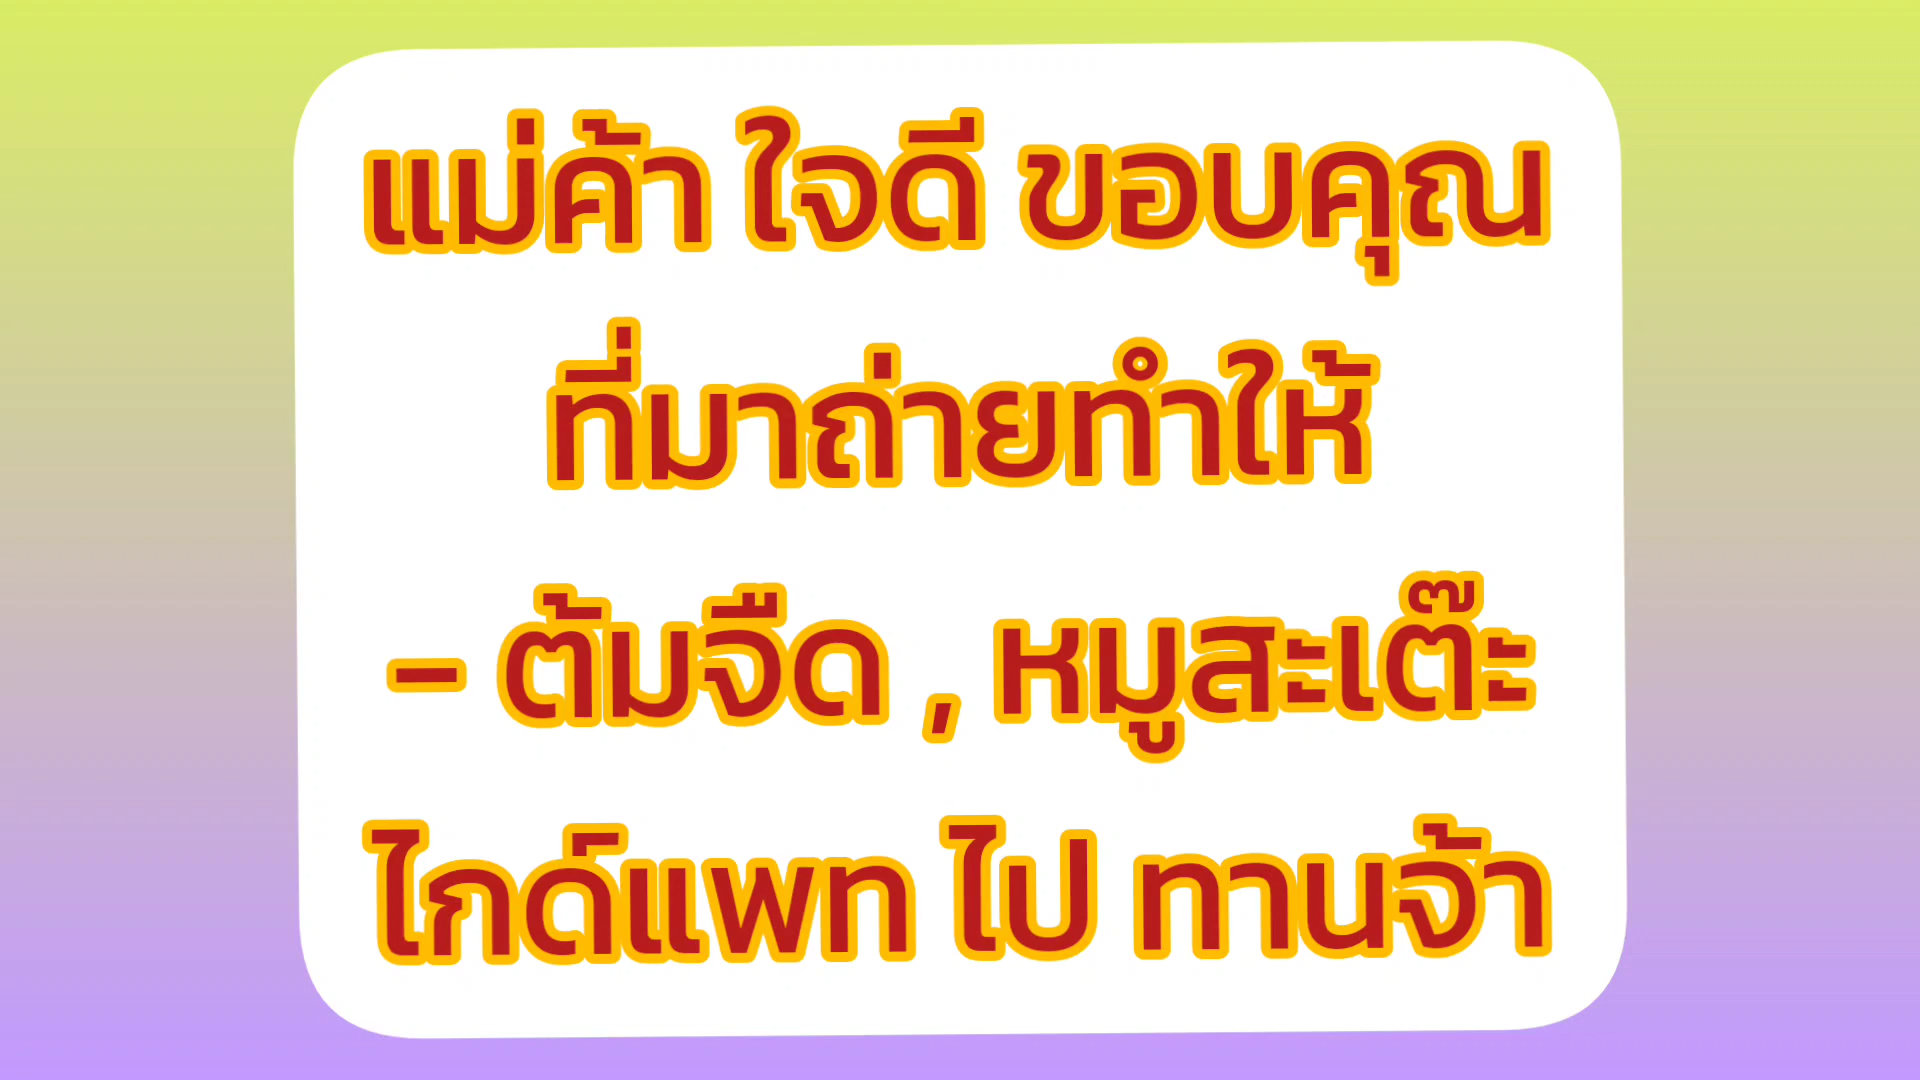 แม่ค้า ใจดี ขอบคุณ
ที่มาถ่ายทำให้
- ต้มจืด , หมูสะเต๊ะ
ไกด์แพท ไป ทานจ้า